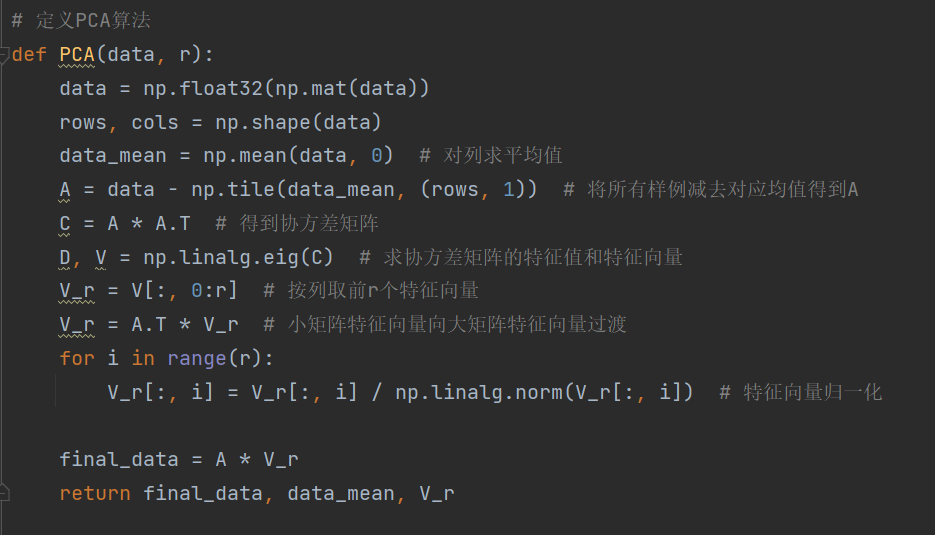 # 定义PCA算法
def PCA(data, r):
    data = np.float32(np.mat(data))
    rows, cols = np.shape(data)
    data_mean = np.mean(data, 0)  # 对列求平均值
    A = data - np.tile(data_mean, (rows, 1))  # 将所有样例减去对应均值得到A
    C = A * A.T  # 得到协方差矩阵
    D, V = np.linalg.eig(C)  # 求协方差矩阵的特征值和特征向量
    V_r = V[:, 0:r]  # 按列取前r个特征向量
    V_r = A.T * V_r  # 小矩阵特征向量向大矩阵特征向量过渡
    for i in range(r):
        V_r[:, i] = V_r[:, i] / np.linalg.norm(V_r[:, i])  # 特征向量归一化
    final_data = A * V_r
    return final_data, data_mean, V_r